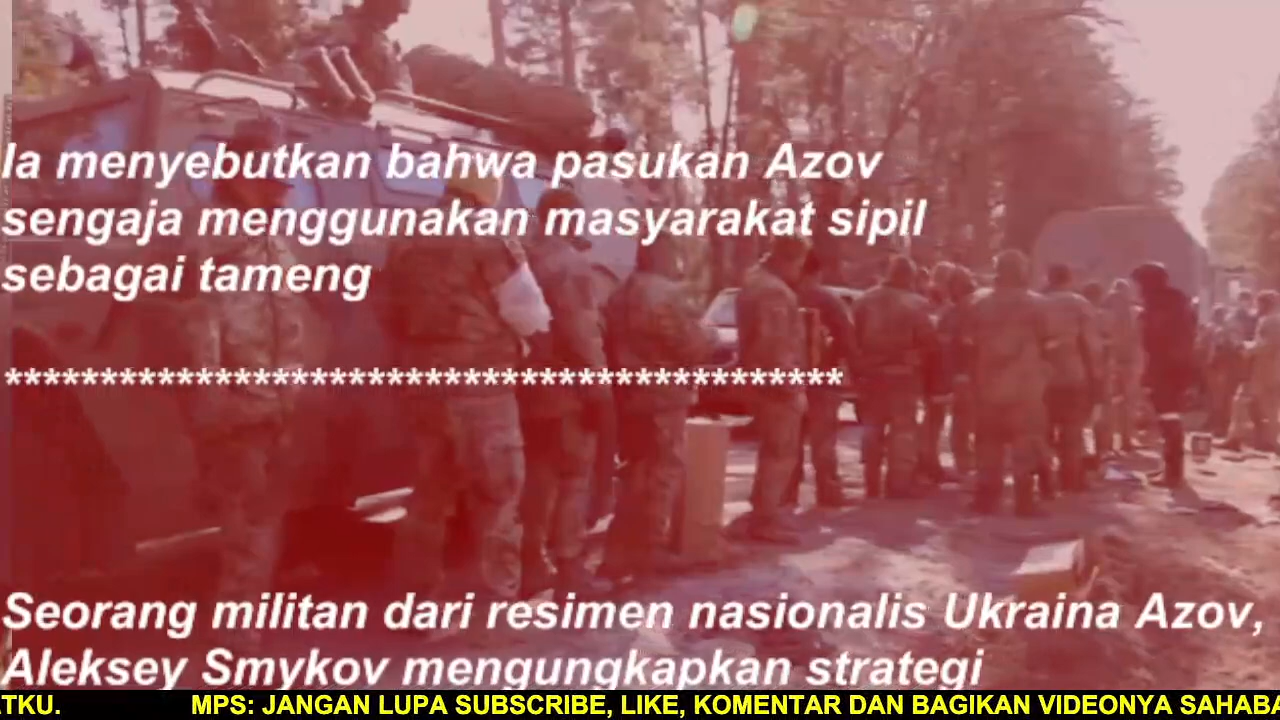 Ia menyebutkan bahwa pasukan Azov
sengaja menggunakan masyarakat sipil
sebagai tameng
********************************************
Seorang militan dari resimen nasionalis Ukraina Azov,
Aleksey Smykov mengungkapkan strategi
TKU. MPS: JANGAN LUPA SUBSCRIBE, LIKE, KOMENTAR DAN BAGIKAN VIDEONYA SAHABA